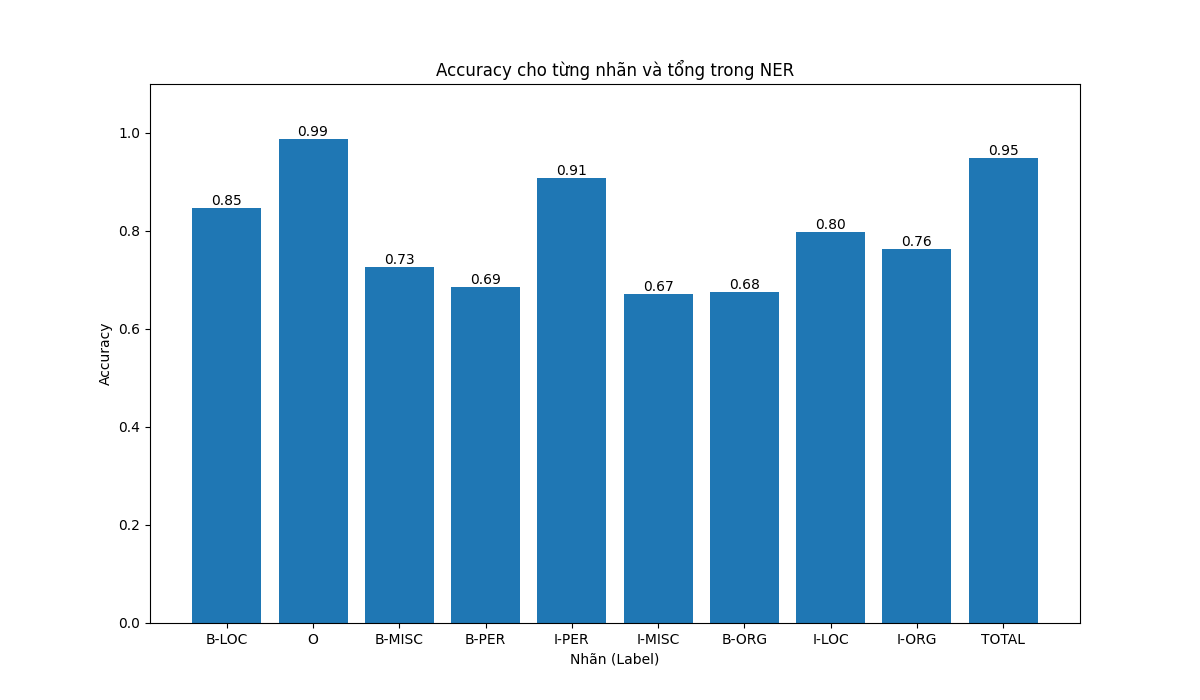 Accuracy cho từng nhãn và tổng trong NER
Accuracy
1.0
0.8
0.6
0.4
0.2
0.0
0.85
0.99
0.73
0.69
0.91
0.67
0.68
0.80
0.76
0.95
B-LOC
O
B-MISC
B-PER
I-PER
I-MISC
B-ORG
I-LOC
I-ORG
TOTAL
Nhãn (Label)